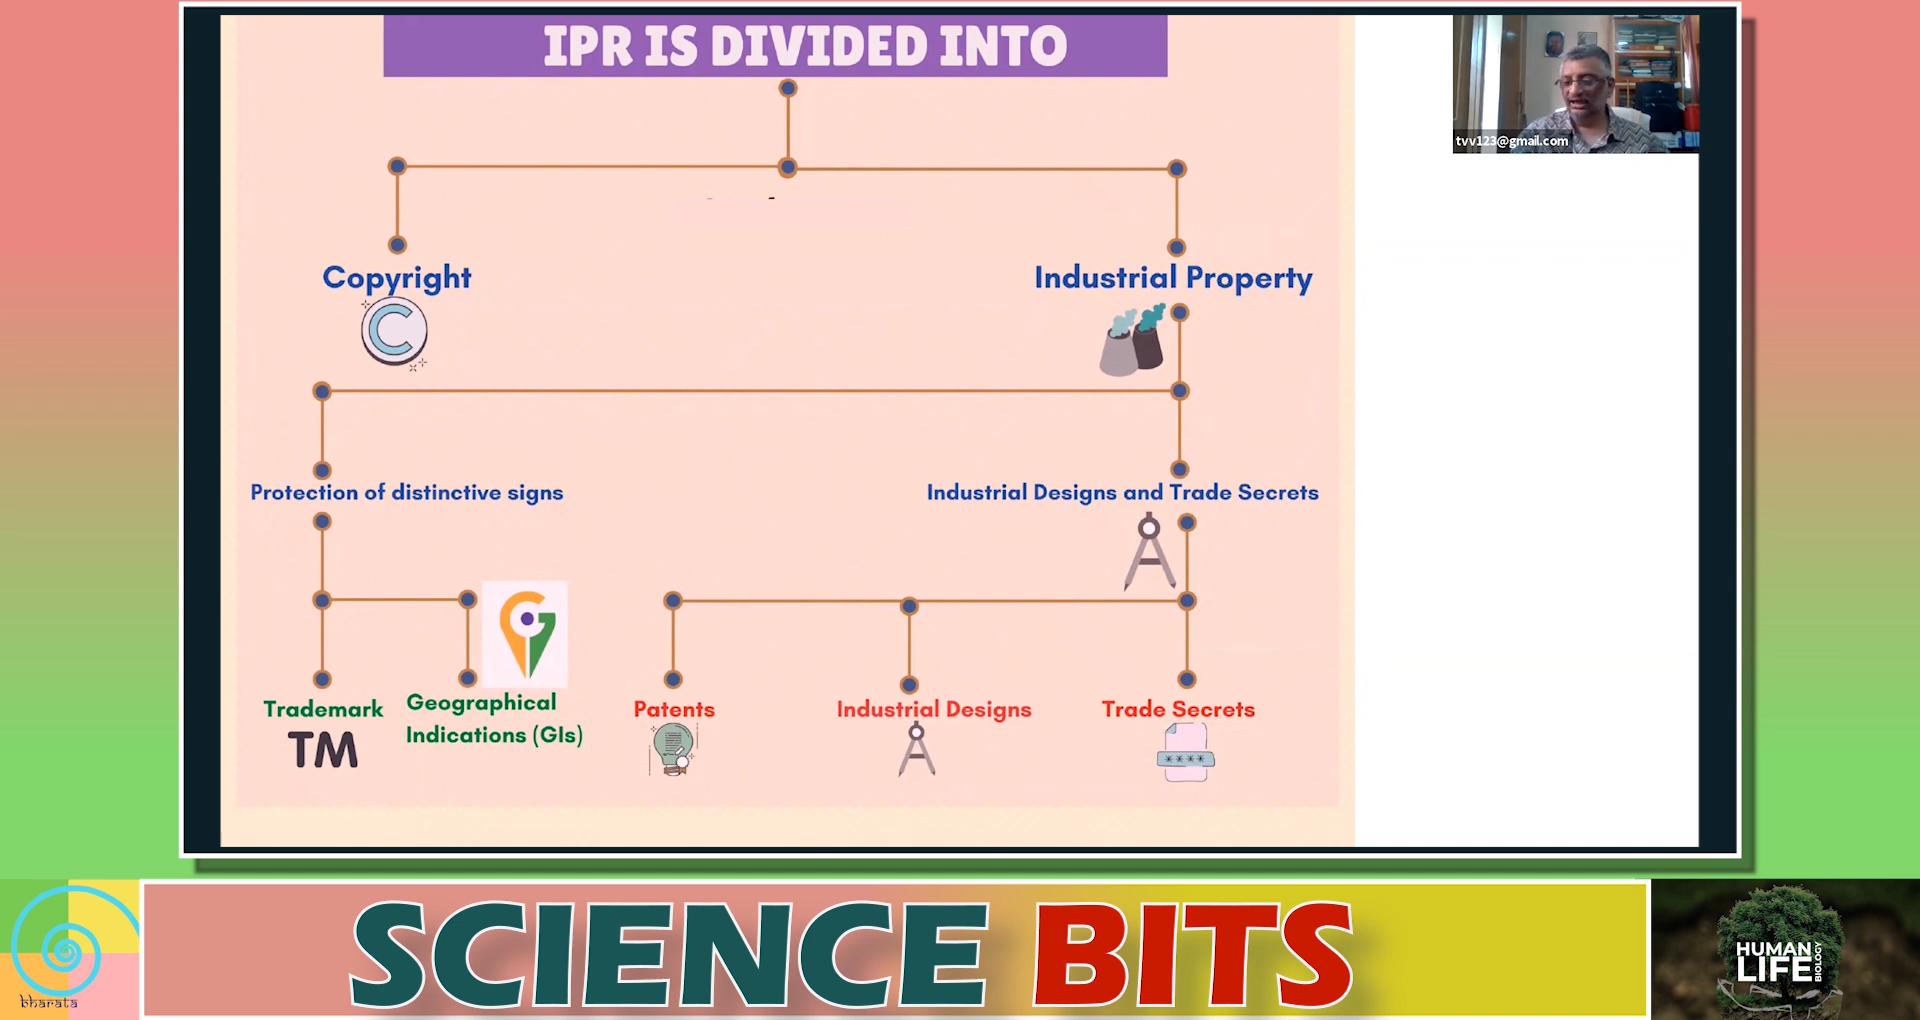 IPR IS DIVIDED INTO
tvv123@gmail.com
Copyright
Industrial Property
C
Protection of distinctive signs
Industrial Designs and Trade Secrets
Trademark
Geographical
Indications (GIs)
Patents
Industrial Designs
Trade Secrets
TM
****
SCIENCE BITS
bharata
HUMAN
LIFE
BIOLOGY